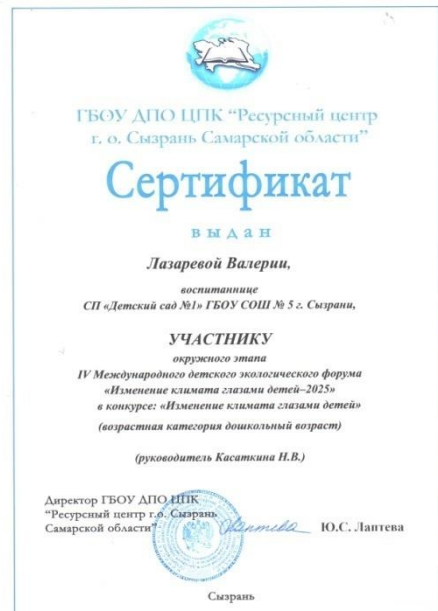 ГБОУ ДПО ЦПК “Ресурсный центр
г. о. Сызрань Самарской области”
Сертификат
выдан
Лазаревой Валерии,
воспитаннице
СП «Детский сад №1» ГБОУ СОШ № 5 г. Сызрани,
УЧАСТНИКУ
окружного этапа
IV Международного детского экологического форума
«Изменение климата глазами детей–2025»
в конкурсе: «Изменение климата глазами детей»
(возрастная категория дошкольный возраст)
(руководитель Касаткина Н.В.)
Директор ГБОУ ДПО ЦПК
“Ресурсный центр г.о. Сызрань
Самарской области”
Ю.С. Лаптева
Сызрань